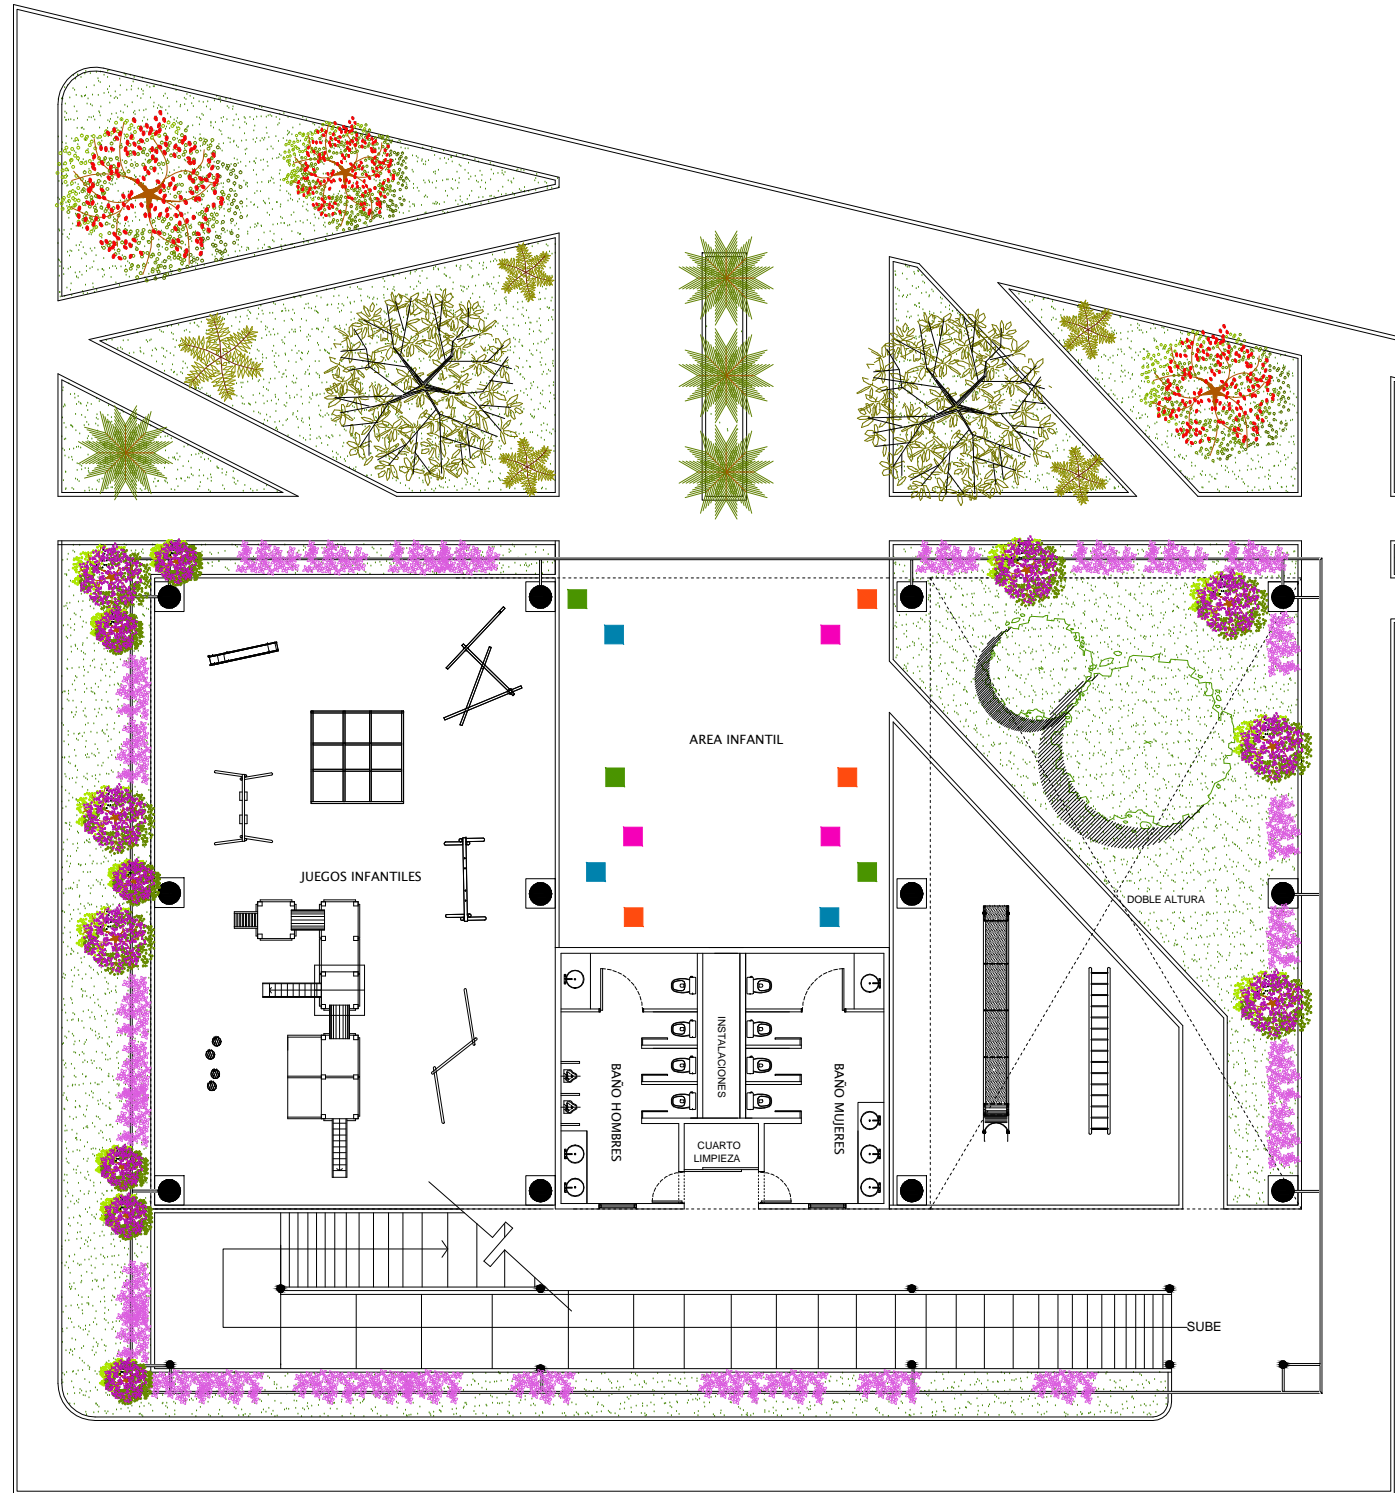 AREA INFANTIL
JUEGOS INFANTILES
DOBLE ALTURA
INSTALACIONES
BAÑO HOMBRES
BAÑO MUJERES
CUARTO
LIMPIEZA
SUBE